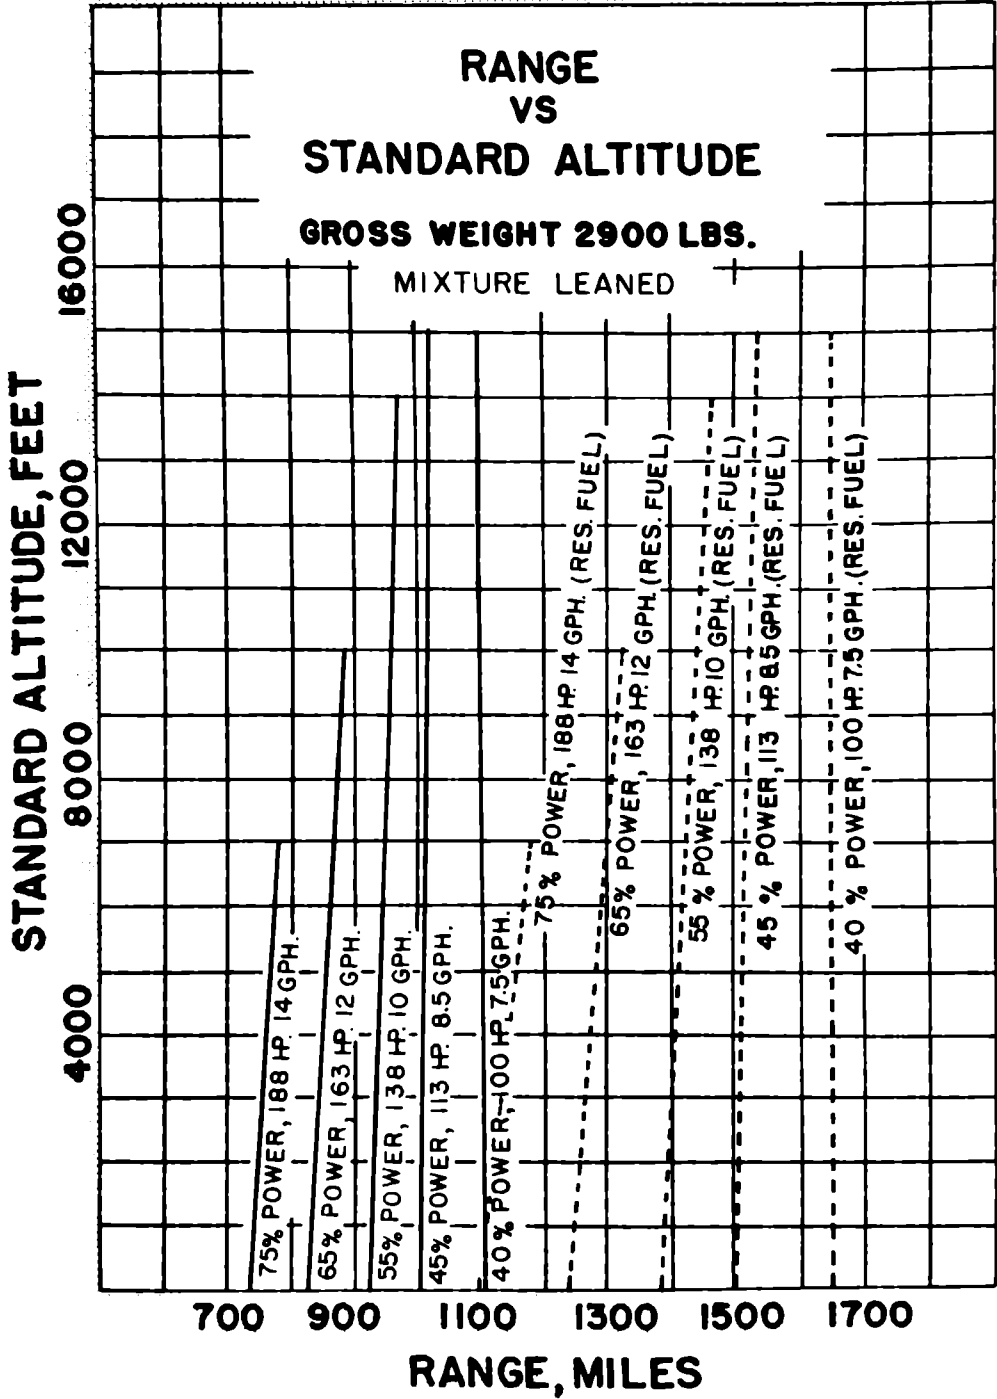 RANGE
VS
STANDARD ALTITUDE
GROSS WEIGHT 2900 LBS.
MIXTURE LEANED
STANDARD ALTITUDE, FEET
16000
12000
8000
4000
75% POWER, 188 HP. 14 GPH.
65% POWER, 163 HP. 12 GPH.
55% POWER, 138 HP. 10 GPH.
45% POWER, 113 HP. 8.5 GPH.
40% POWER, 100 HP. 7.5 GPH.
75% POWER, 188 HP. 14 GPH. (RES. FUEL)
65% POWER, 163 HP. 12 GPH. (RES. FUEL)
55% POWER, 138 HP. 10 GPH. (RES. FUEL)
45% POWER, 113 HP. 8.5 GPH. (RES. FUEL)
40% POWER, 100 HP. 7.5 GPH. (RES. FUEL)
700 900 1100 1300 1500 1700
RANGE, MILES